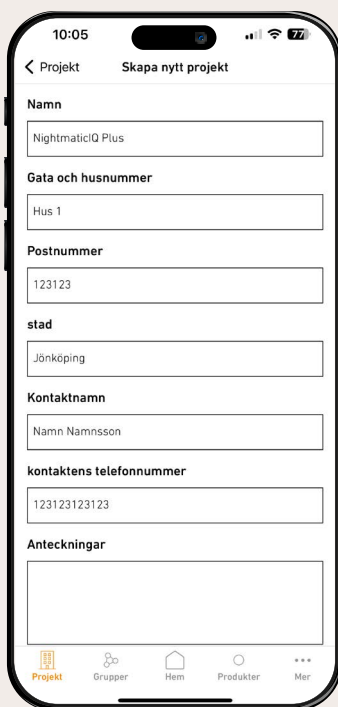 10:05
77
Projekt
Skapa nytt projekt
Namn
NightmaticIQ Plus
Gata och husnummer
Hus 1
Postnummer
123123
stad
Jönköping
Kontaktnamn
Namn Namnsson
kontaktens telefonnummer
123123123123
Anteckningar
Projekt Grupper Hem Produkter Mer